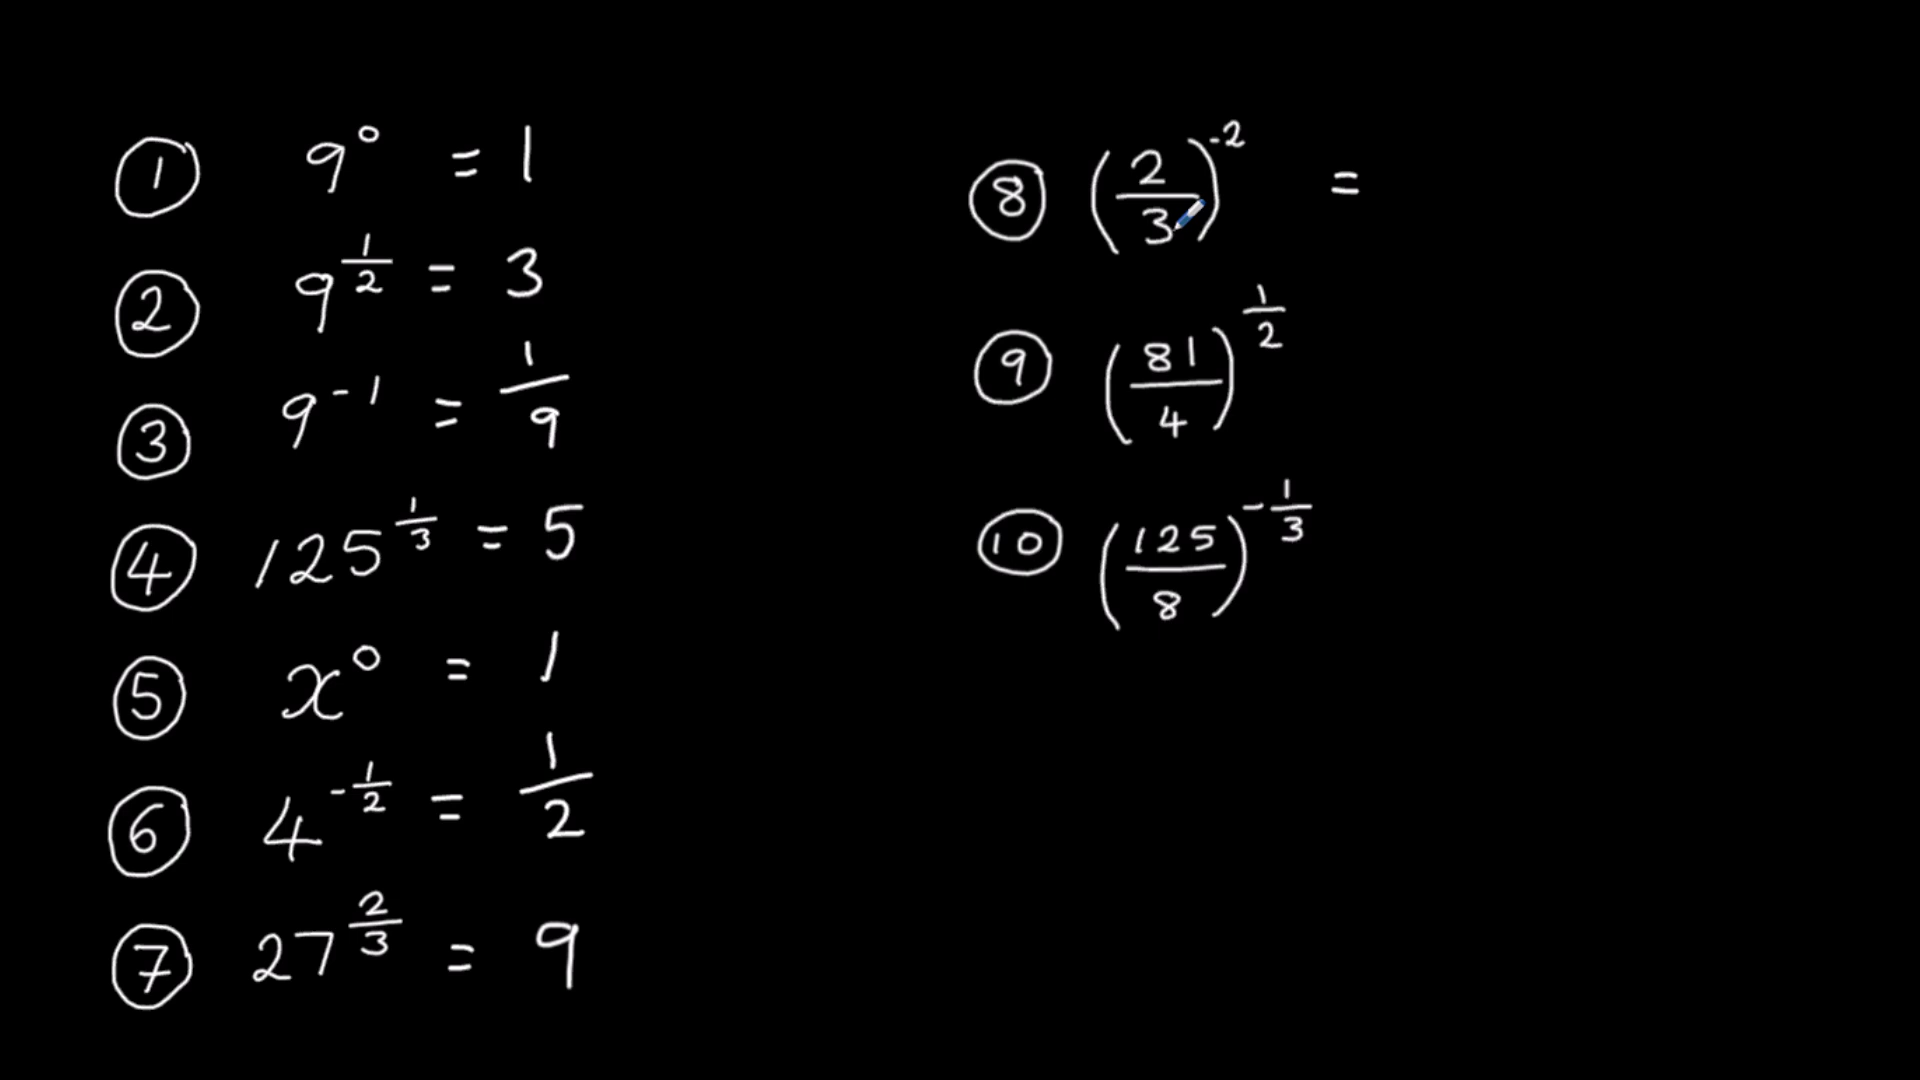 ① 9⁰ = 1
② 9^(1/2) = 3
③ 9^(-1) = 1/9
④ 125^(1/3) = 5
⑤ x⁰ = 1
⑥ 4^(-1/2) = 1/2
⑦ 27^(2/3) = 9
⑧ (2/3)^(-2) =
⑨ (81/4)^(1/2)
⑩ (125/8)^(-1/3)